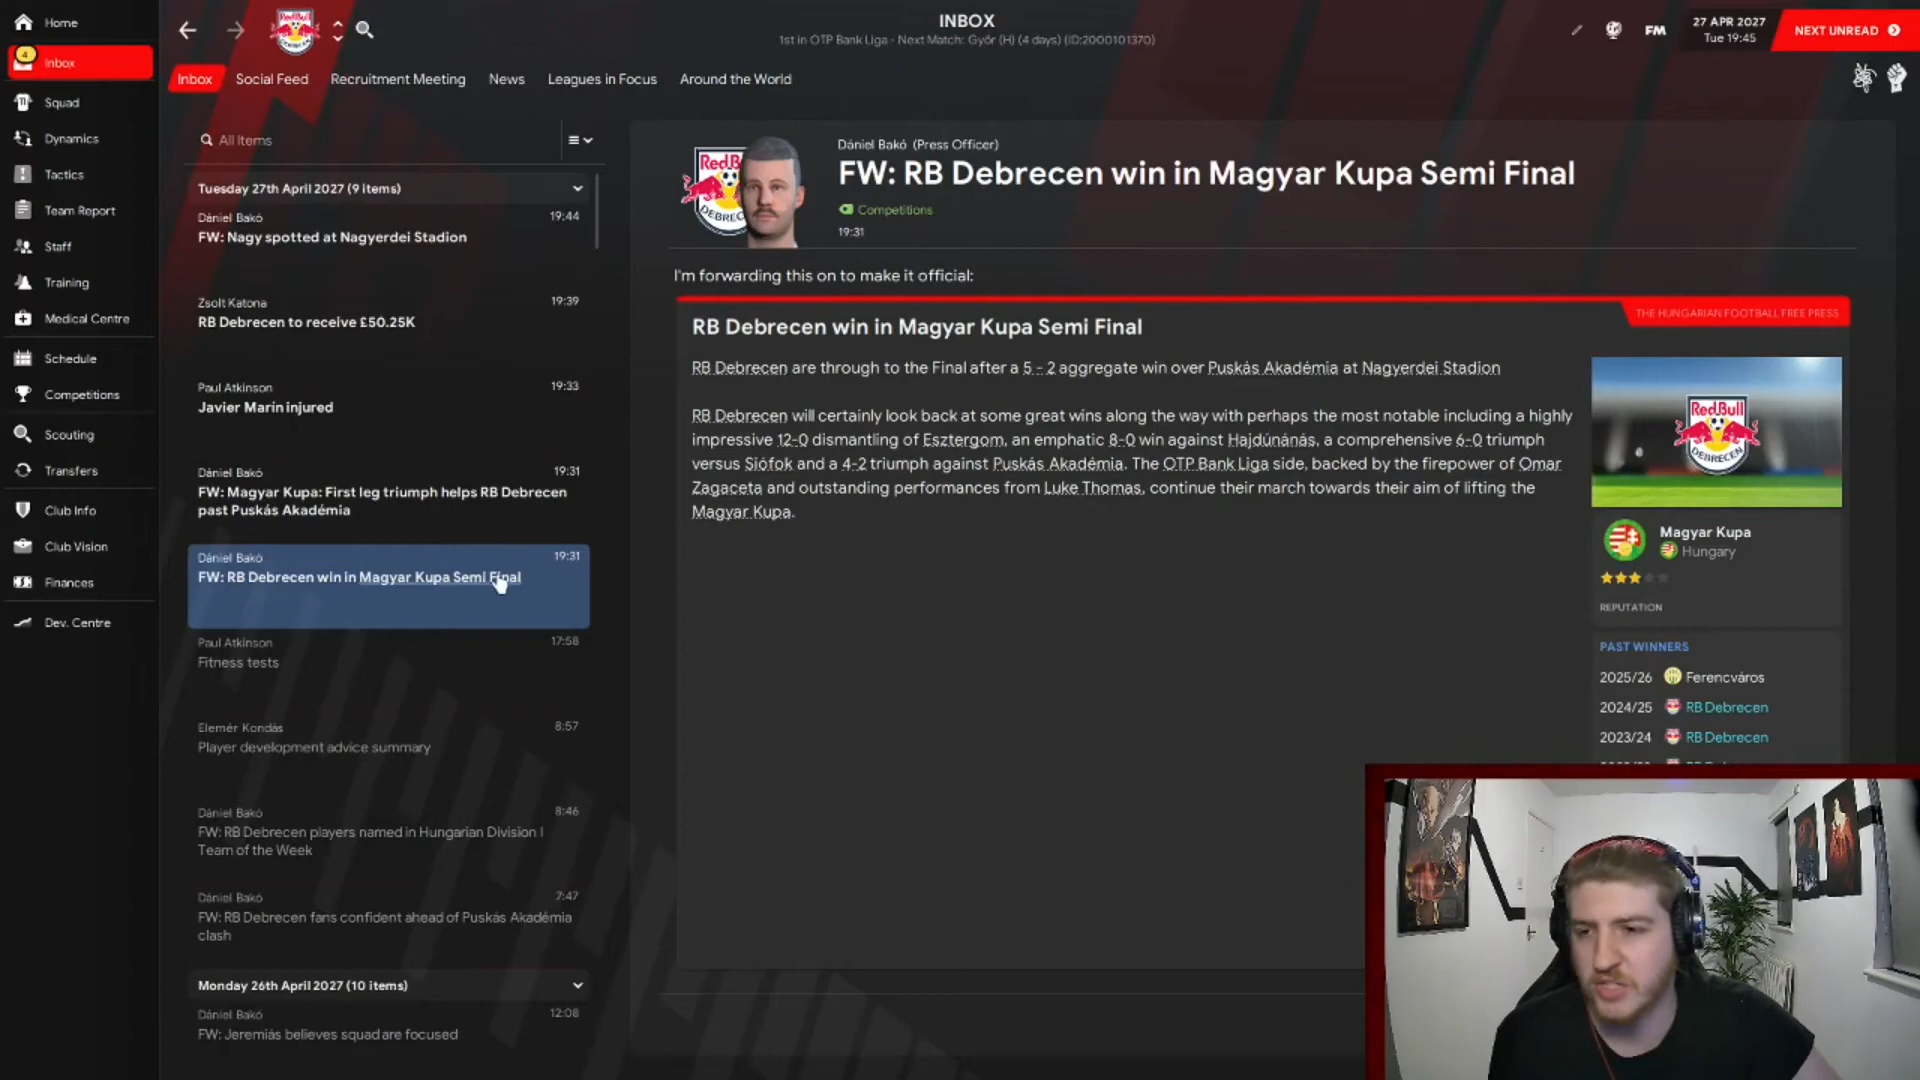 Home
4
Inbox
Squad
Dynamics
Tactics
Team Report
Staff
Training
Medical Centre
Schedule
Competitions
Scouting
Transfers
Club Info
Club Vision
Finances
Dev. Centre
INBOX
1st in OTP Bank Liga - Next Match: Győr (H) (4 days) (ID:2000101370)
FM
27 APR 2027
Tue 19:45
NEXT UNREAD
Inbox
Social Feed
Recruitment Meeting
News
Leagues in Focus
Around the World
All Items
Tuesday 27th April 2027 (9 items)
Dániel Bakó 19:44
FW: Nagy spotted at Nagyerdei Stadion
Zsolt Katona 19:39
RB Debrecen to receive £50.25K
Paul Atkinson 19:33
Javier Marín injured
Dániel Bakó 19:31
FW: Magyar Kupa: First leg triumph helps RB Debrecen
past Puskás Akadémia
Dániel Bakó 19:31
FW: RB Debrecen win in Magyar Kupa Semi Final
Paul Atkinson 17:58
Fitness tests
Elemér Kondás 8:57
Player development advice summary
Dániel Bakó 8:46
FW: RB Debrecen players named in Hungarian Division I
Team of the Week
Dániel Bakó 7:47
FW: RB Debrecen fans confident ahead of Puskás Akadémia
clash
Monday 26th April 2027 (10 items)
Dániel Bakó 12:08
FW: Jeremiás believes squad are focused
Dániel Bakó (Press Officer)
FW: RB Debrecen win in Magyar Kupa Semi Final
Competitions
19:31
I'm forwarding this on to make it official:
THE HUNGARIAN FOOTBALL FREE PRESS
RB Debrecen win in Magyar Kupa Semi Final
RB Debrecen are through to the Final after a 5 - 2 aggregate win over Puskás Akadémia at Nagyerdei Stadion
RB Debrecen will certainly look back at some great wins along the way with perhaps the most notable including a highly
impressive 12-0 dismantling of Esztergom, an emphatic 8-0 win against Hajdúnánás, a comprehensive 6-0 triumph
versus Siófok and a 4-2 triumph against Puskás Akadémia. The OTP Bank Liga side, backed by the firepower of Omar
Zagaceta and outstanding performances from Luke Thomas, continue their march towards their aim of lifting the
Magyar Kupa.
Red Bull
DEBRECEN
Magyar Kupa
Hungary
REPUTATION
PAST WINNERS
2025/26 Ferencváros
2024/25 RB Debrecen
2023/24 RB Debrecen